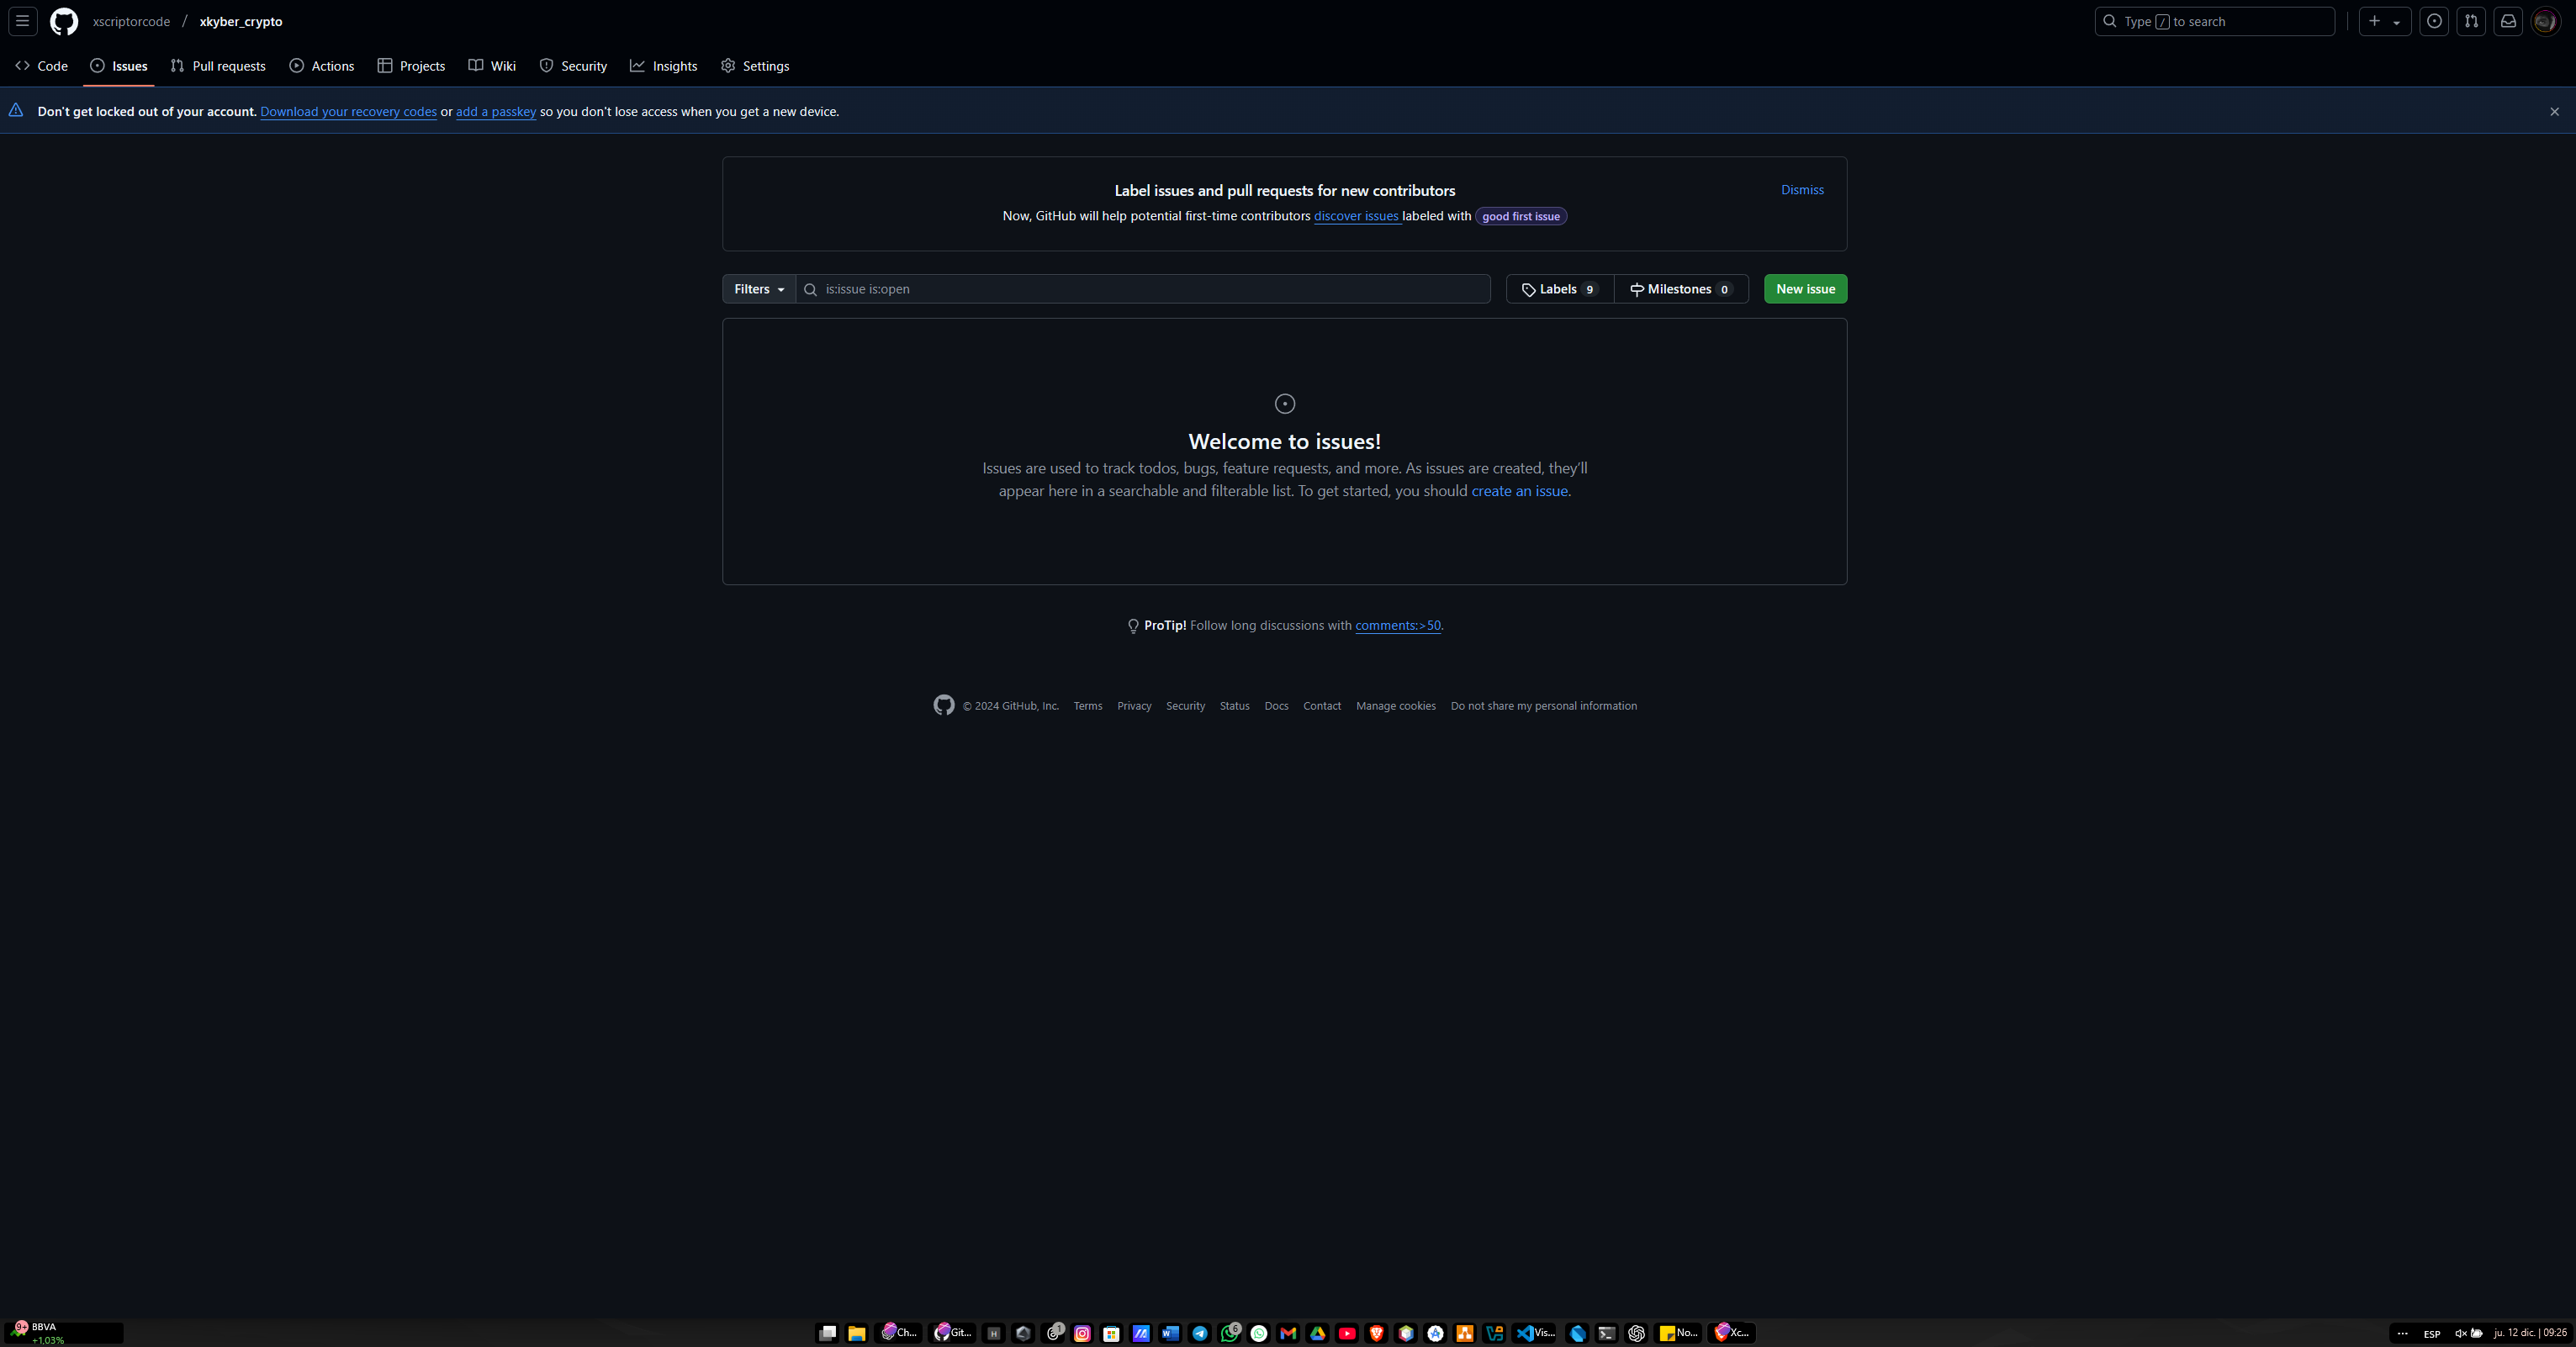 xscriptorcode / xkyber_crypto
Type / to search
Code Issues Pull requests Actions Projects Wiki Security Insights Settings
Don't get locked out of your account. Download your recovery codes or add a passkey so you don't lose access when you get a new device.
Label issues and pull requests for new contributors
Dismiss
Now, GitHub will help potential first-time contributors discover issues labeled with good first issue
Filters is:issue is:open Labels 9 Milestones 0 New issue
Welcome to issues!
Issues are used to track todos, bugs, feature requests, and more. As issues are created, they'll
appear here in a searchable and filterable list. To get started, you should create an issue.
ProTip! Follow long discussions with comments:>50.
© 2024 GitHub, Inc. Terms Privacy Security Status Docs Contact Manage cookies Do not share my personal information
9+ BBVA
+1,03%
Ch... Git... H 1 W 6 Vis... No... Xc...
ESP ju. 12 dic. | 09:26